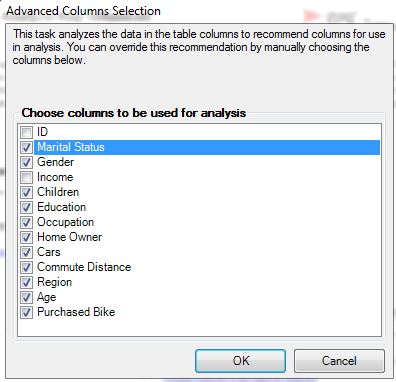 Advanced Columns Selection
This task analyzes the data in the table columns to recommend columns for use
in analysis. You can override this recommendation by manually choosing the
columns below.
Choose columns to be used for analysis
ID
Marital Status
Gender
Income
Children
Education
Occupation
Home Owner
Cars
Commute Distance
Region
Age
Purchased Bike
OK
Cancel